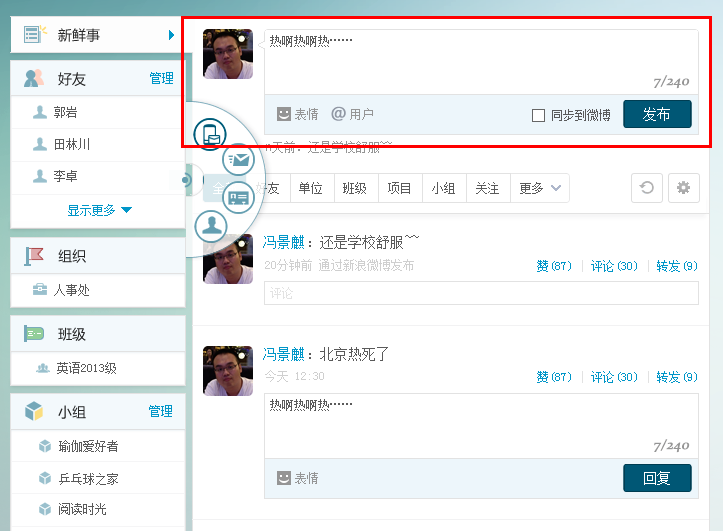 新鲜事
好友 管理
郭岩
田林川
李卓
显示更多
组织
人事处
班级
英语2013级
小组 管理
瑜伽爱好者
乒乓球之家
阅读时光
热啊热啊热……
7/240
表情 @用户 同步到微博 发布
天前：还是学校舒服~~
全 好友 单位 班级 项目 小组 关注 更多
冯景麒：还是学校舒服~~
20分钟前 通过新浪微博发布 赞(87) 评论(30) 转发(9)
评论
冯景麒：北京热死了
今天 12:30 赞(87) 评论(30) 转发(9)
热啊热啊热……
7/240
表情 回复